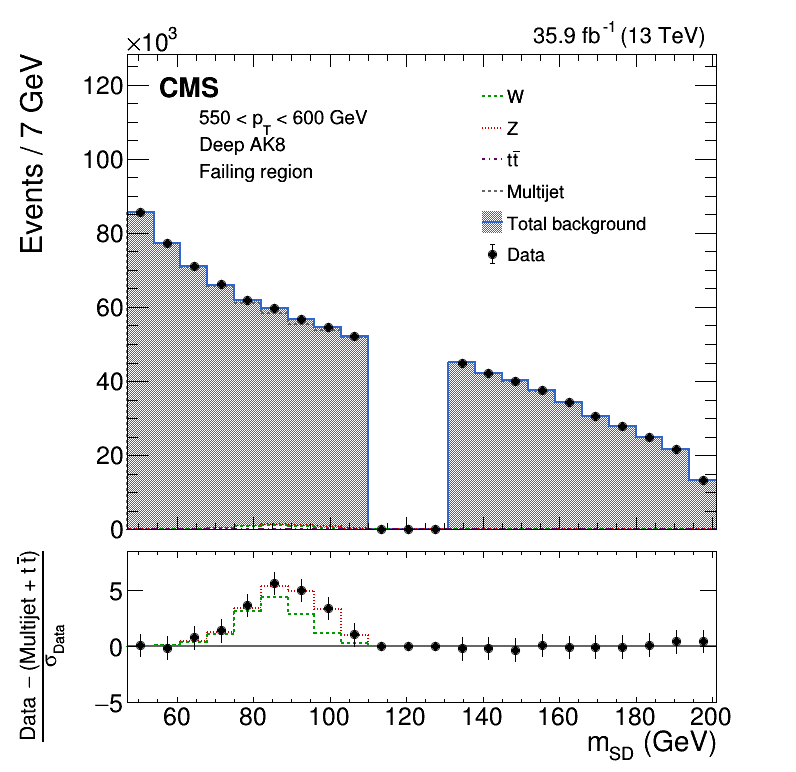 ×10³
35.9 fb⁻¹ (13 TeV)
Events / 7 GeV
CMS
550 < p_T < 600 GeV
Deep AK8
Failing region
W
Z
tt̄
Multijet
Total background
Data
120
100
80
60
40
20
0
Data − (Multijet + tt̄)
σ_Data
5
0
−5
60 80 100 120 140 160 180 200
m_SD (GeV)